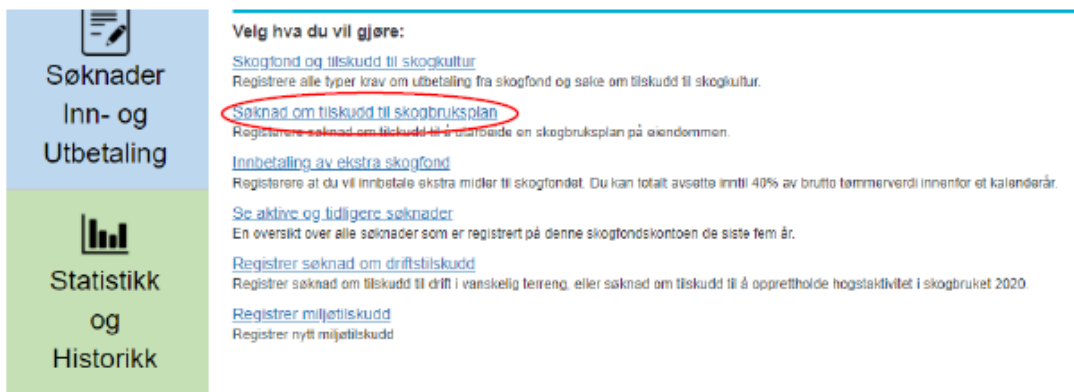 Søknader
Inn- og
Utbetaling
Statistikk
og
Historikk
Velg hva du vil gjøre:
Skogfond og tilskudd til skogkultur
Registrere alle typer krav om utbetaling fra skogfond og søke om tilskudd til skogkultur.
Søknad om tilskudd til skogbruksplan
Registerere søknad om tilskudd til å utarbeide en skogbruksplan på eiendommen.
Innbetaling av ekstra skogfond
Registerere at du vil innbetale ekstra midler til skogfondet. Du kan totalt avsette inntil 40% av brutto tømmerverdi innenfor et kalenderår.
Se aktive og tidligere søknader
En oversikt over alle søknader som er registrert på denne skogfondskontoen de siste fem år.
Registrer søknad om driftstilskudd
Registrer søknad om tilskudd til drift i vanskelig terreng, eller søknad om tilskudd til å opprettholde hogstaktivitet i skogbruket 2020.
Registrer miljøtilskudd
Registrer nytt miljøtilskudd